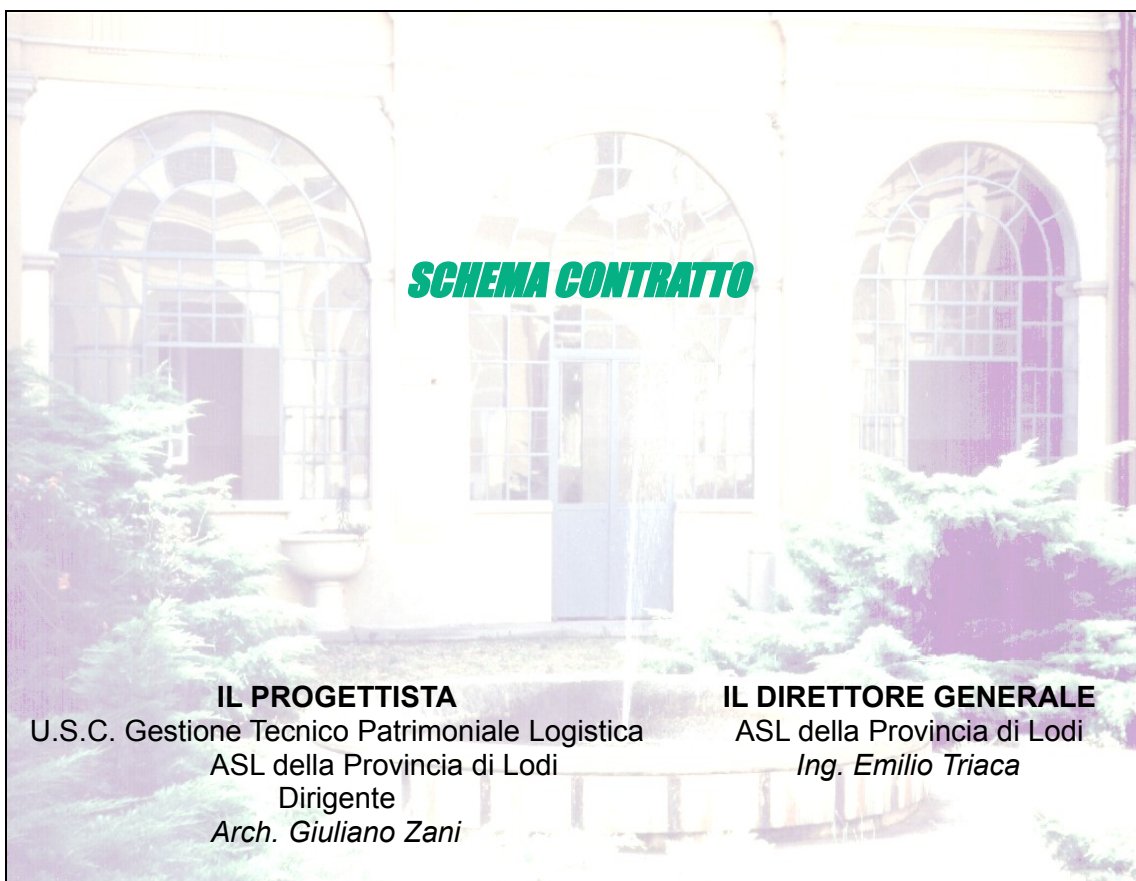 SCHEMA CONTRATTO
IL PROGETTISTA
U.S.C. Gestione Tecnico Patrimoniale Logistica
ASL della Provincia di Lodi
Dirigente
Arch. Giuliano Zani
IL DIRETTORE GENERALE
ASL della Provincia di Lodi
Ing. Emilio Triaca